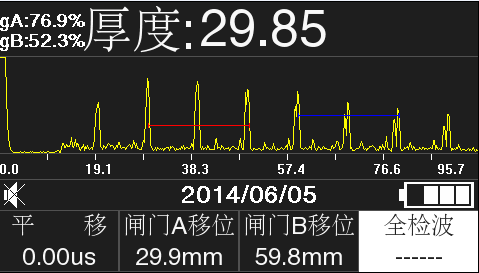 gA:76.9%
gB:52.3%
厚度:29.85
0.0 19.1 38.3 57.4 76.6 95.7
2014/06/05
平 移 闸门A移位 闸门B移位 全检波
0.00us 29.9mm 59.8mm ------